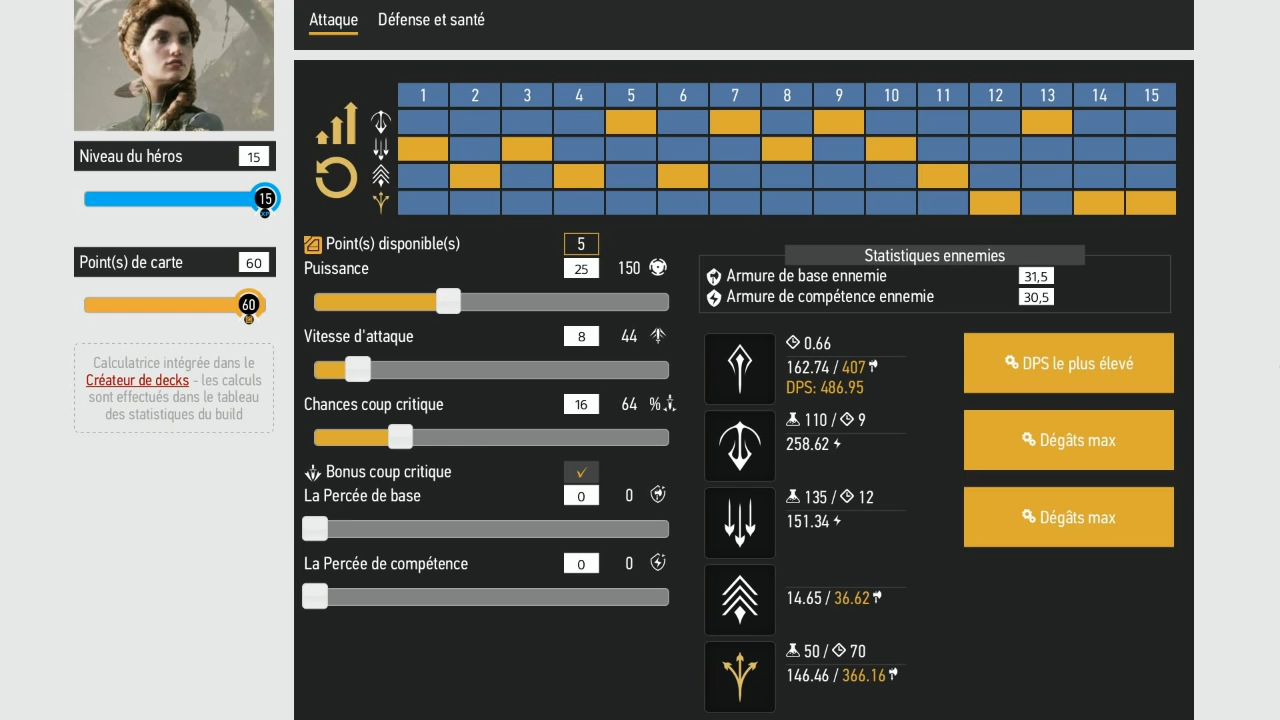 Attaque Défense et santé
Niveau du héros 15
15
XP
Point(s) de carte 60
60
Calculatrice intégrée dans le
Créateur de decks - les calculs
sont effectués dans le tableau
des statistiques du build
1 2 3 4 5 6 7 8 9 10 11 12 13 14 15
Point(s) disponible(s) 5
Puissance 25 150
Vitesse d'attaque 8 44
Chances coup critique 16 64 %
Bonus coup critique ✓
La Percée de base 0 0
La Percée de compétence 0 0
Statistiques ennemies
Armure de base ennemie 31,5
Armure de compétence ennemie 30,5
0.66
162.74 / 407
DPS: 486.95
DPS le plus élevé
110 / 9
258.62
Dégâts max
135 / 12
151.34
Dégâts max
14.65 / 36.62
50 / 70
146.46 / 366.16